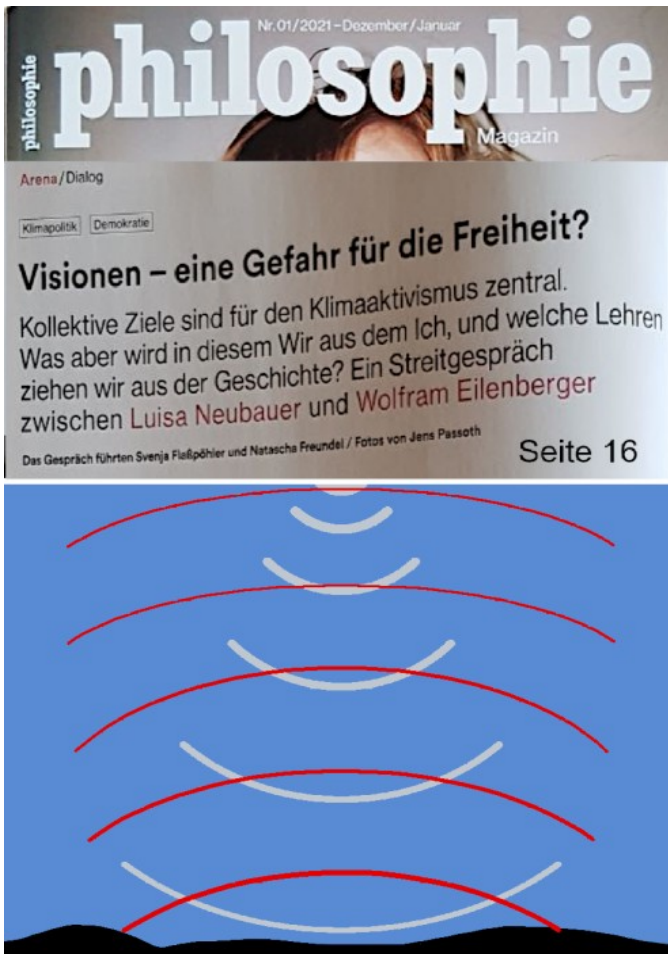 Nr.01/2021–Dezember/Januar
philosophie
philosophie
Magazin
Arena/Dialog
Klimapolitik Demokratie
Visionen – eine Gefahr für die Freiheit?
Kollektive Ziele sind für den Klimaaktivismus zentral.
Was aber wird in diesem Wir aus dem Ich, und welche Lehren
ziehen wir aus der Geschichte? Ein Streitgespräch
zwischen Luisa Neubauer und Wolfram Eilenberger
Das Gespräch führten Svenja Flaßpöhler und Natascha Freundel / Fotos von Jens Passoth
Seite 16